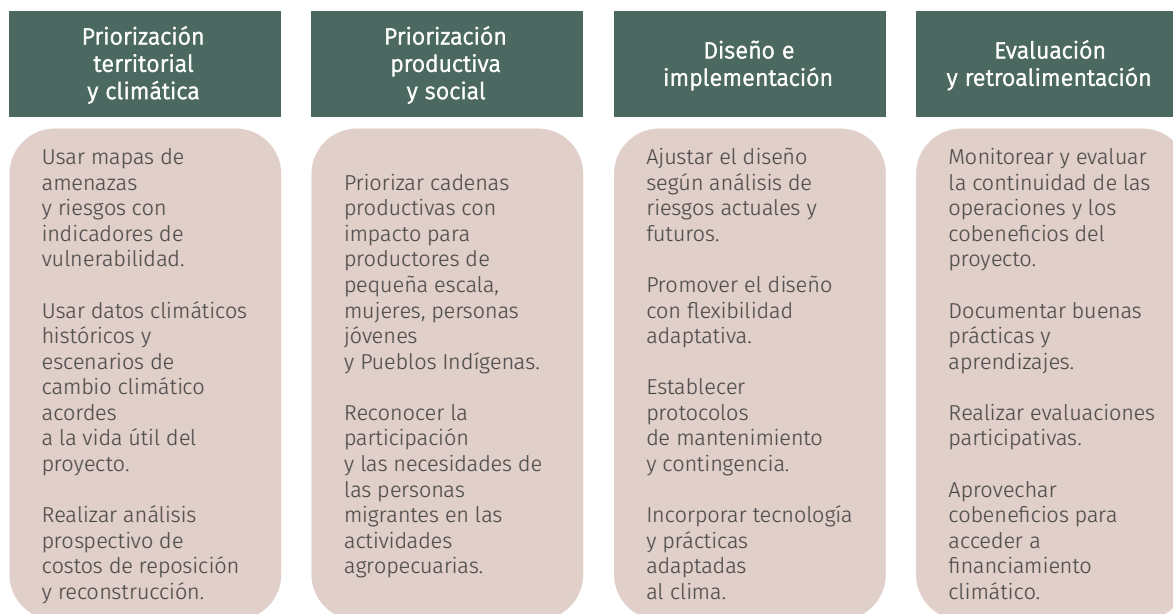 Priorización
territorial
y climática
Usar mapas de
amenazas
y riesgos con
indicadores de
vulnerabilidad.
Usar datos climáticos
históricos y
escenarios de
cambio climático
acordes
a la vida útil del
proyecto.
Realizar análisis
prospectivo de
costos de reposición
y reconstrucción.
Priorización
productiva
y social
Priorizar cadenas
productivas con
impacto para
productores de
pequeña escala,
mujeres, personas
jóvenes
y Pueblos Indígenas.
Reconocer la
participación
y las necesidades de
las personas
migrantes en las
actividades
agropecuarias.
Diseño e
implementación
Ajustar el diseño
según análisis de
riesgos actuales y
futuros.
Promover el diseño
con flexibilidad
adaptativa.
Establecer
protocolos
de mantenimiento
y contingencia.
Incorporar tecnología
y prácticas
adaptadas
al clima.
Evaluación
y retroalimentación
Monitorear y evaluar
la continuidad de las
operaciones y los
cobeneficios del
proyecto.
Documentar buenas
prácticas y
aprendizajes.
Realizar evaluaciones
participativas.
Aprovechar
cobeneficios para
acceder a
financiamiento
climático.